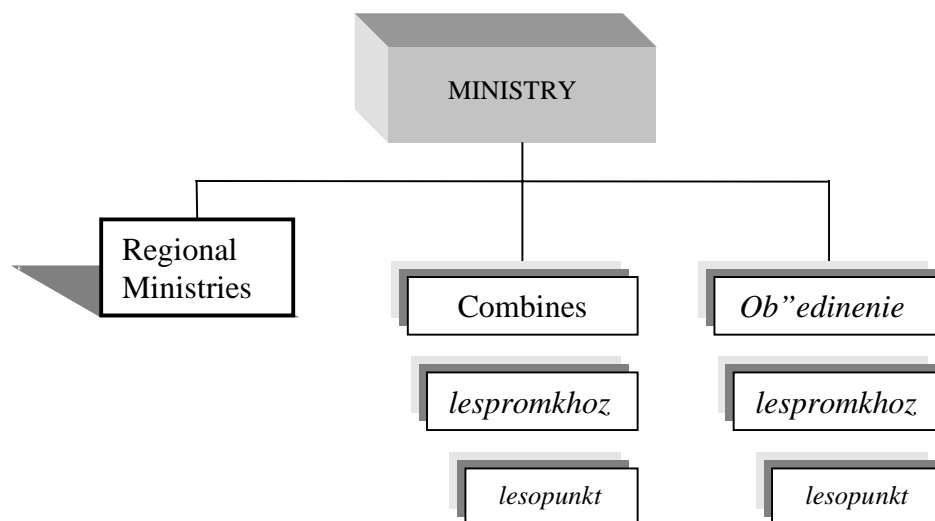 MINISTRY
Regional
Ministries
Combines
Ob”edinenie
lespromkhoz
lespromkhoz
lesopunkt
lesopunkt